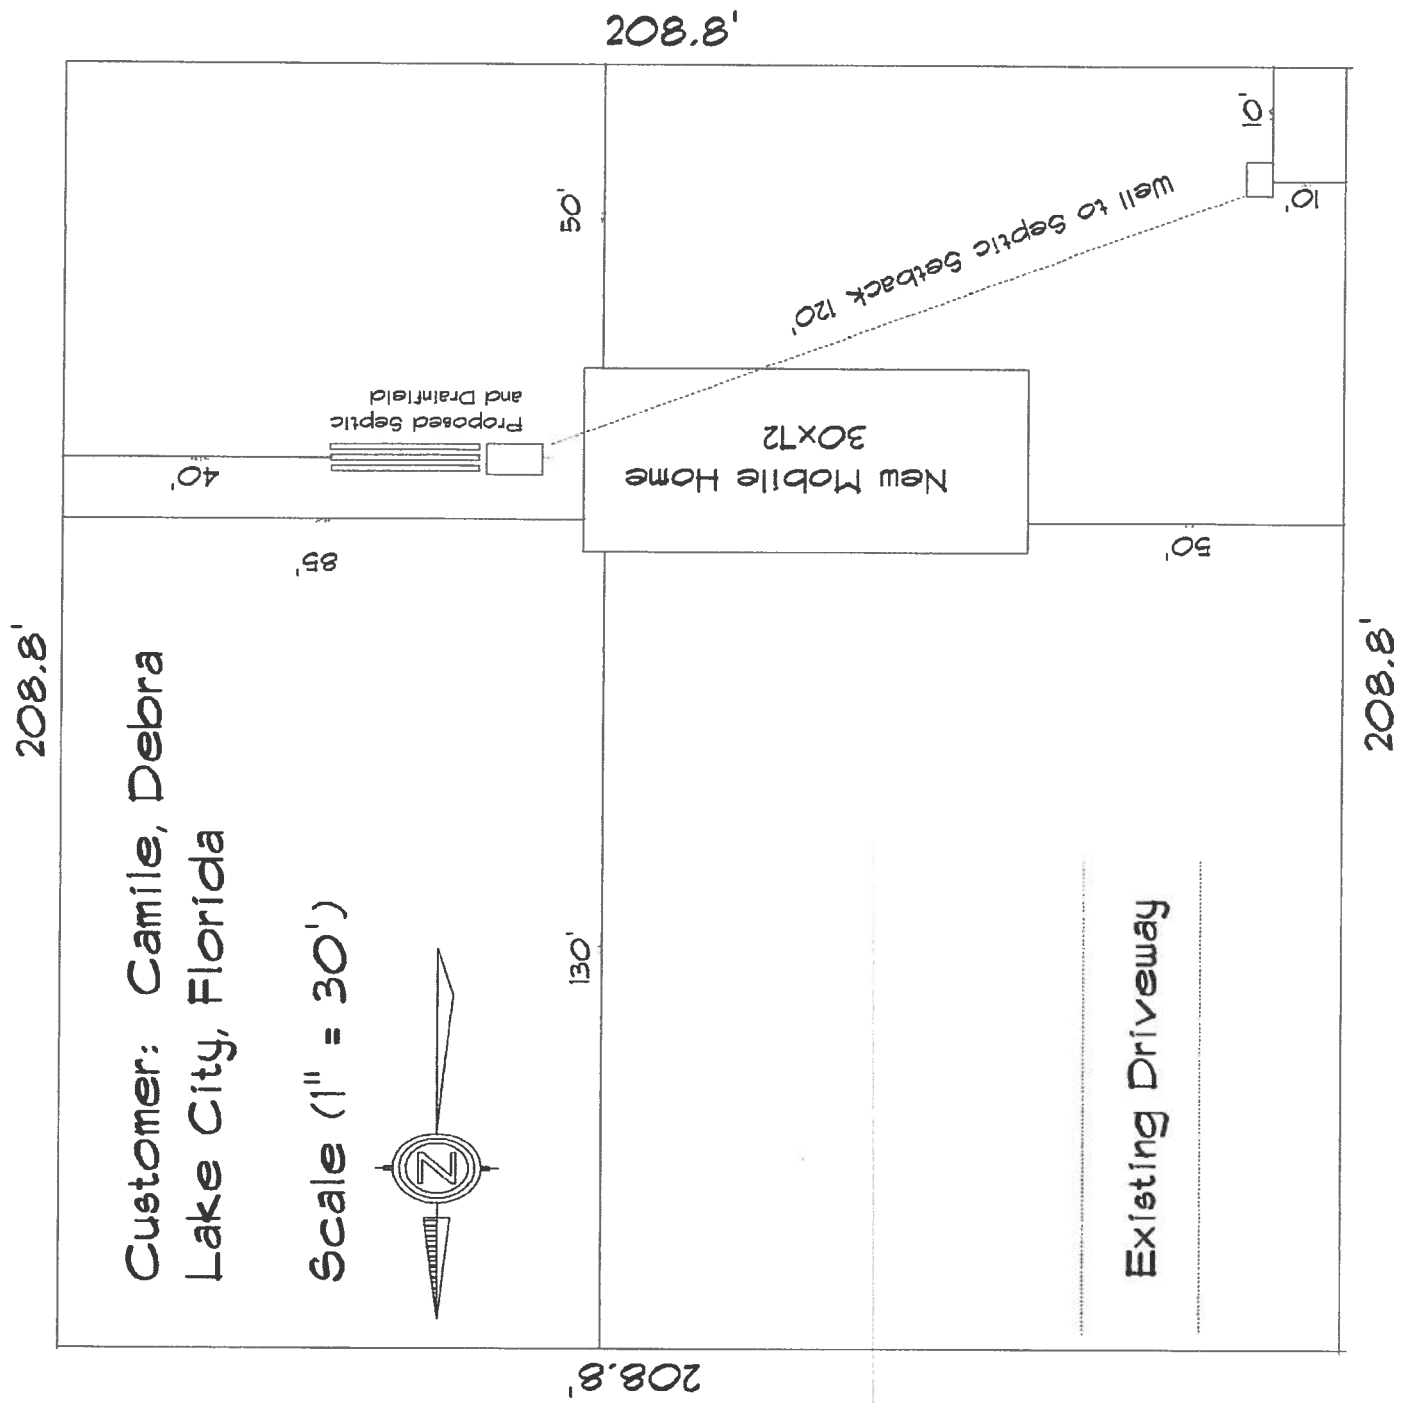 208.8'
10'
10'
50'
Well to Septic Setback 120'
Proposed Septic
and Drainfield
New Mobile Home
30x72
40'
85'
50'
208.8'
208.8'
Customer: Camile, Debra
Lake City, Florida
Scale (1" = 30')
N
130'
Existing Driveway
208.8'